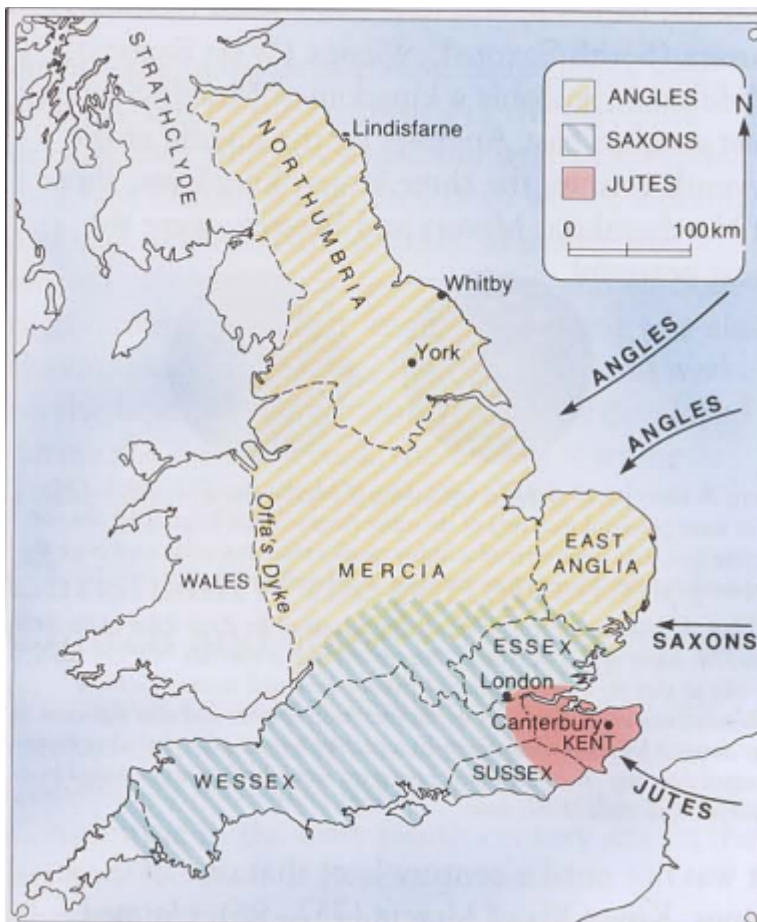 STRATHCLYDE
NORTHUMBRIA
Lindisfarne
ANGLES
SAXONS
JUTES
N
0 100km
Whitby
York
ANGLES
ANGLES
Offa's Dyke
WALES
MERCIA
EAST
ANGLIA
ESSEX
SAXONS
London
Canterbury
KENT
WESSEX
SUSSEX
JUTES